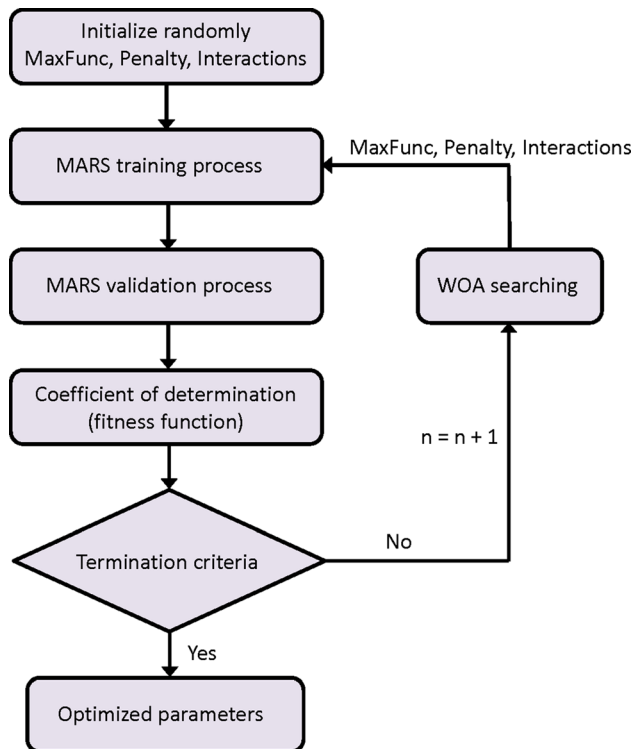 Initialize randomly
MaxFunc, Penalty, Interactions
MaxFunc, Penalty, Interactions
MARS training process
MARS validation process
WOA searching
Coefficient of determination
(fitness function)
n = n + 1
Termination criteria
No
Yes
Optimized parameters